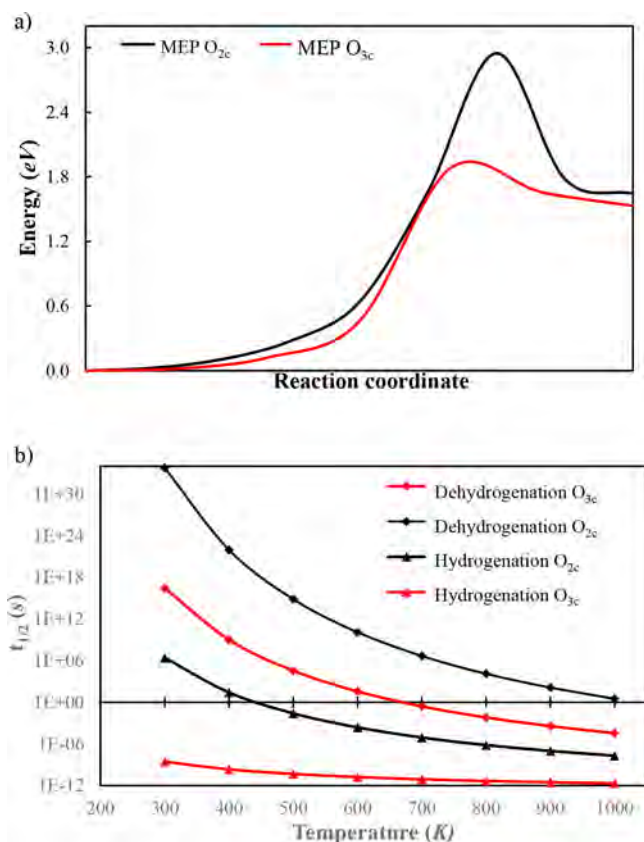 a)
MEP O2c MEP O3c
3.0
2.4
1.8
1.2
0.6
0.0
Energy (eV)
Reaction coordinate
b)
1E+30
1E+24
1E+18
1E+12
1E+06
1E+00
1E-06
1E-12
t1/2 (s)
Dehydrogenation O3c
Dehydrogenation O2c
Hydrogenation O2c
Hydrogenation O3c
200 300 400 500 600 700 800 900 1000
Temperature (K)